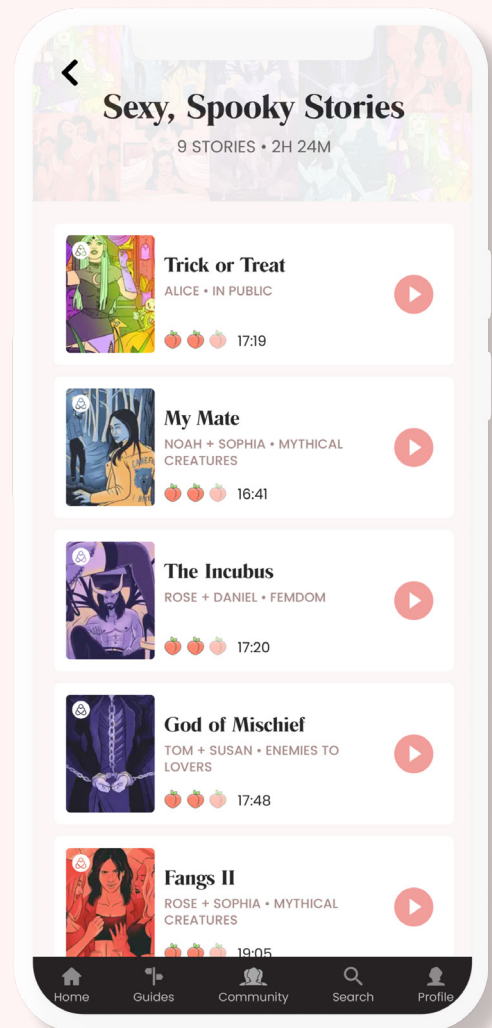 Sexy, Spooky Stories
9 STORIES • 2H 24M
Trick or Treat
ALICE • IN PUBLIC
17:19
My Mate
NOAH + SOPHIA • MYTHICAL
CREATURES
16:41
The Incubus
ROSE + DANIEL • FEMDOM
17:20
God of Mischief
TOM + SUSAN • ENEMIES TO
LOVERS
17:48
Fangs II
ROSE + SOPHIA • MYTHICAL
CREATURES
19:05
Home
Guides
Community
Search
Profile